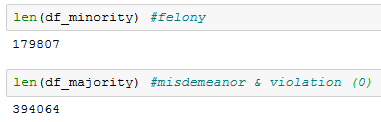 len(df_minority) #felony
179807
len(df_majority) #misdemeanor & violation (0)
394064